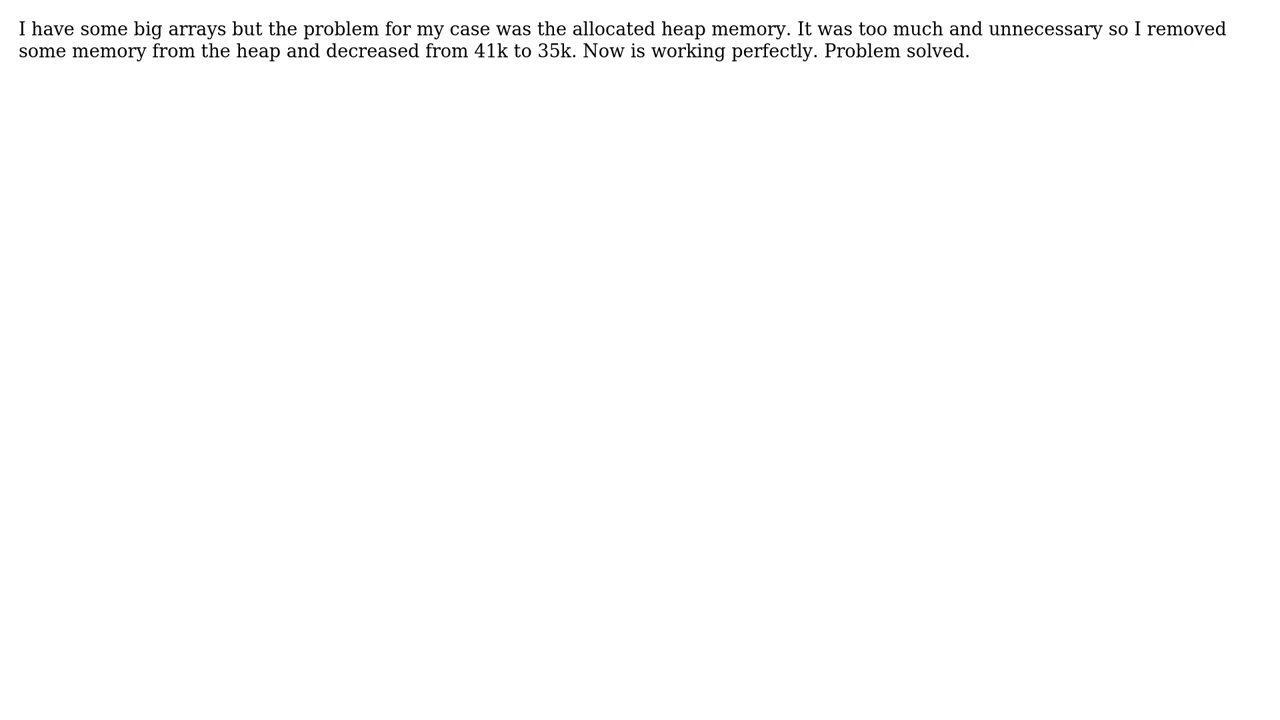 I have some big arrays but the problem for my case was the allocated heap memory. It was too much and unnecessary so I removed
some memory from the heap and decreased from 41k to 35k. Now is working perfectly. Problem solved.